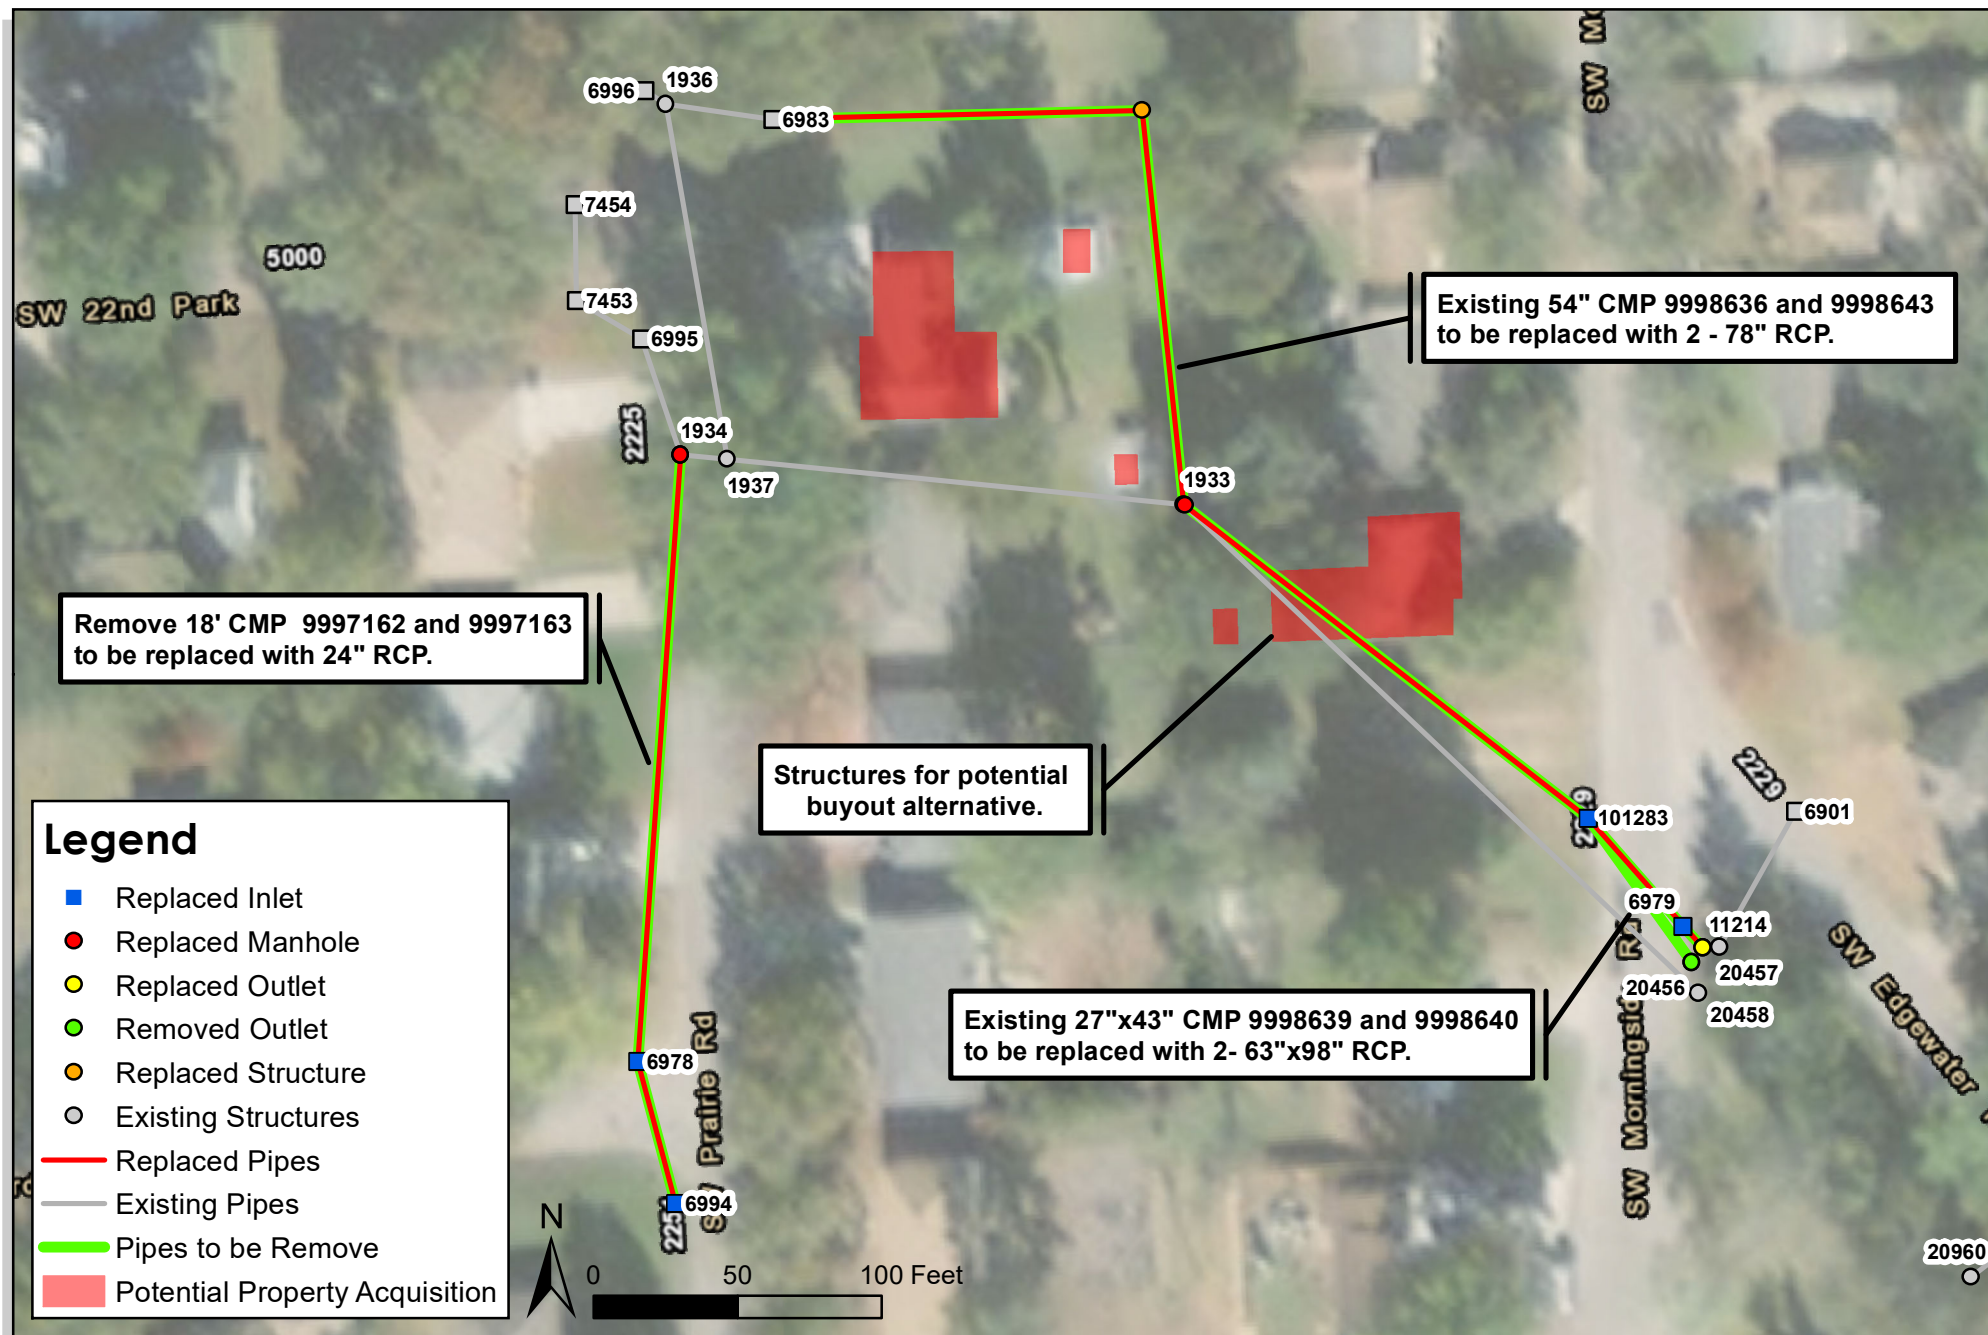 SW Mo
6996
1936
6983
7454
5000
SW 22nd Park
7453
6995
Existing 54" CMP 9998636 and 9998643
to be replaced with 2 - 78" RCP.
2225
1934
1937
1933
Remove 18' CMP  9997162 and 9997163
to be replaced with 24" RCP.
Structures for potential
buyout alternative.
2229
101283
6901
6979
11214
20457
20456
20458
SW Edgewater
Existing 27"x43" CMP 9998639 and 9998640
to be replaced with 2- 63"x98" RCP.
SW Morningside
6978
Prairie Rd
6994
20960
Legend
Replaced Inlet
Replaced Manhole
Replaced Outlet
Removed Outlet
Replaced Structure
Existing Structures
Replaced Pipes
Existing Pipes
Pipes to be Remove
Potential Property Acquisition
N
0 50 100 Feet